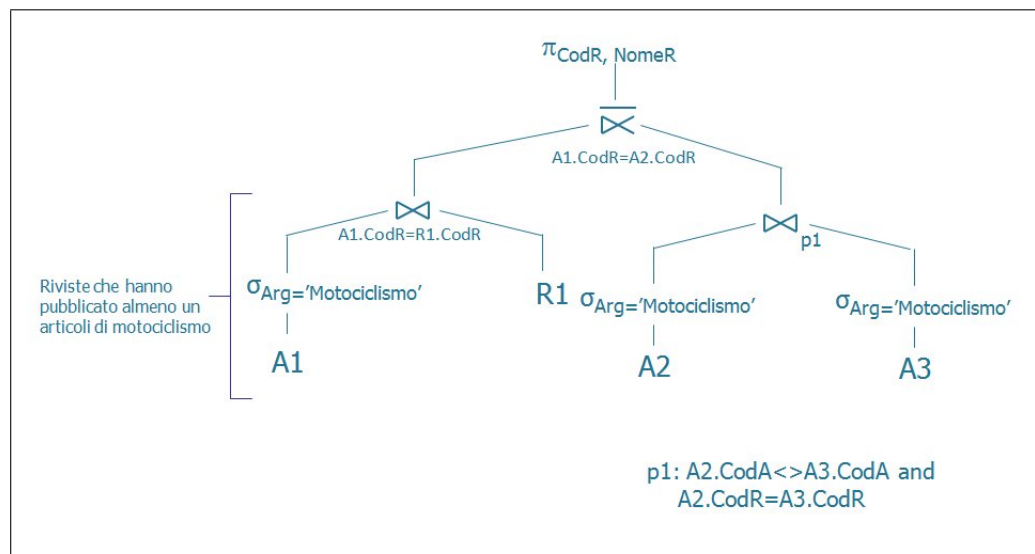 πCodR, NomeR
A1.CodR=A2.CodR
A1.CodR=R1.CodR
p1
Riviste che hanno
pubblicato almeno un
articoli di motociclismo
σArg='Motociclismo'
R1
σArg='Motociclismo'
σArg='Motociclismo'
A1
A2
A3
p1: A2.CodA<>A3.CodA and
A2.CodR=A3.CodR